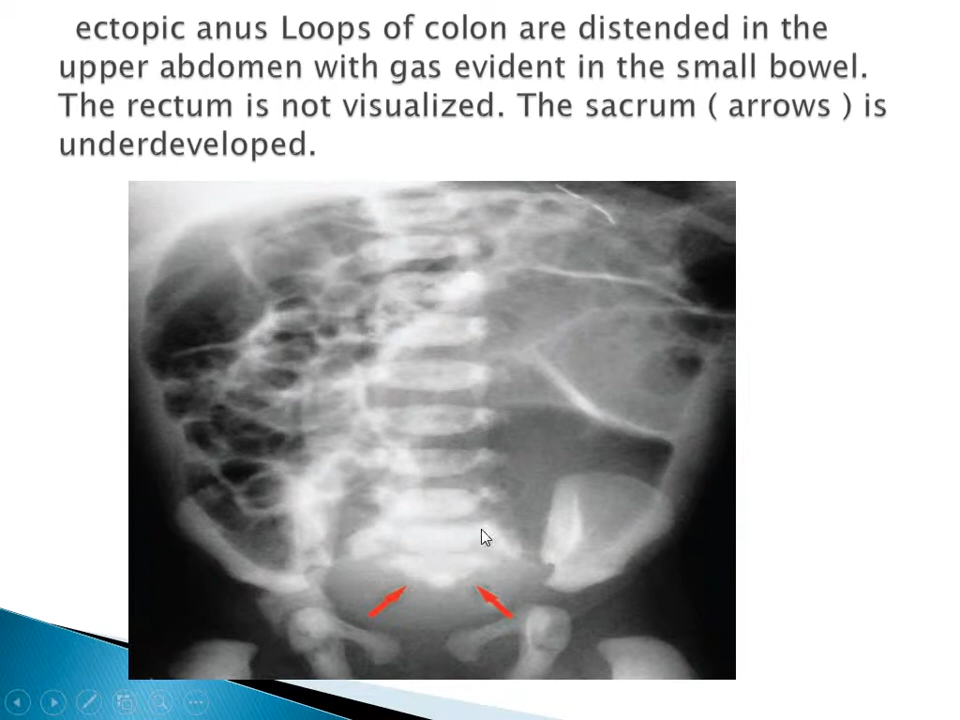 ectopic anus Loops of colon are distended in the
upper abdomen with gas evident in the small bowel.
The rectum is not visualized. The sacrum ( arrows ) is
underdeveloped.